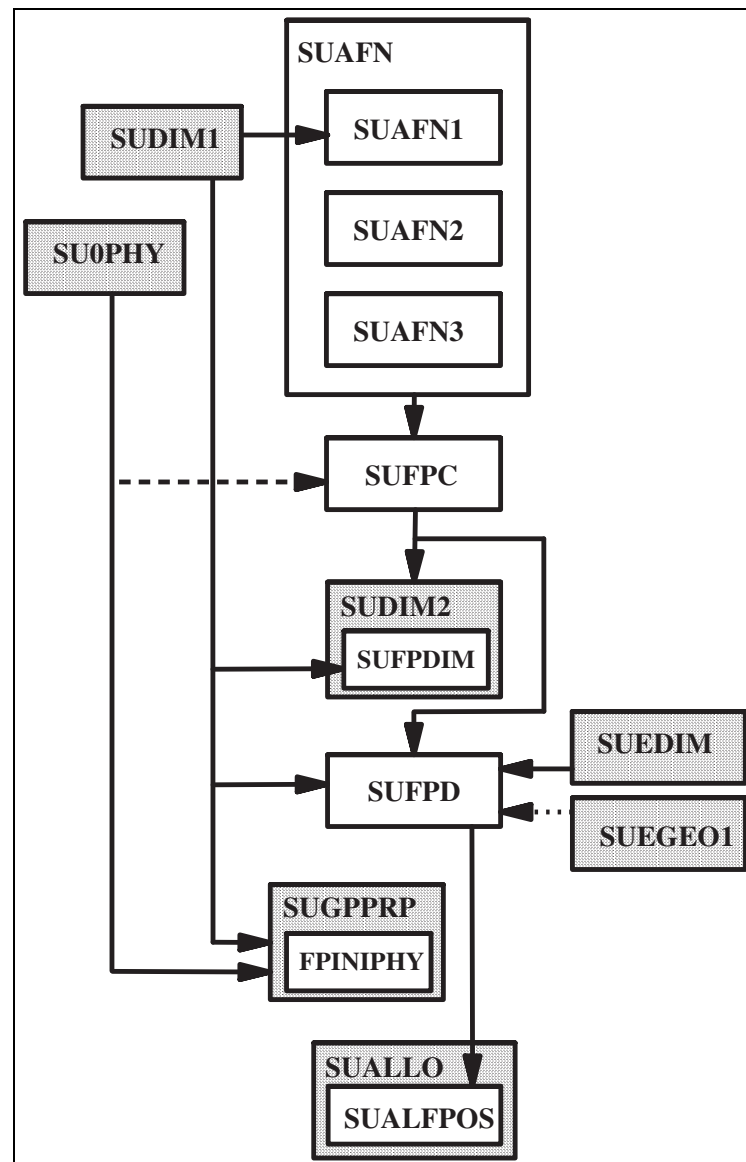 SUAFN
SUDIM1
SUAFN1
SUAFN2
SU0PHY
SUAFN3
SUFPC
SUDIM2
SUFPDIM
SUEDIM
SUFPD
SUEGEO1
SUGPPRP
FPINIPHY
SUALLO
SUALFPOS